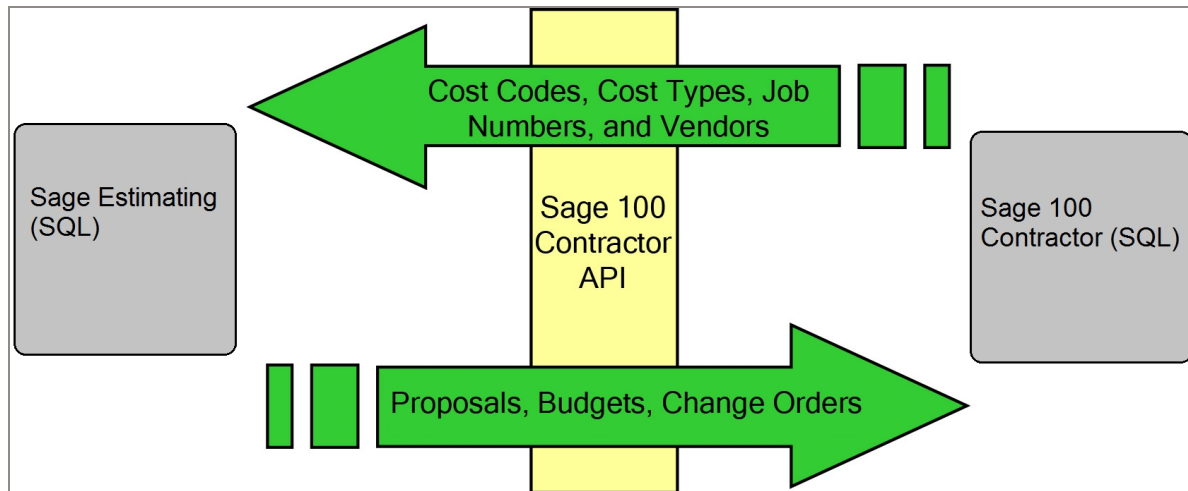 Cost Codes, Cost Types, Job
Numbers, and Vendors
Sage Estimating
(SQL)
Sage 100
Contractor
API
Sage 100
Contractor (SQL)
Proposals, Budgets, Change Orders